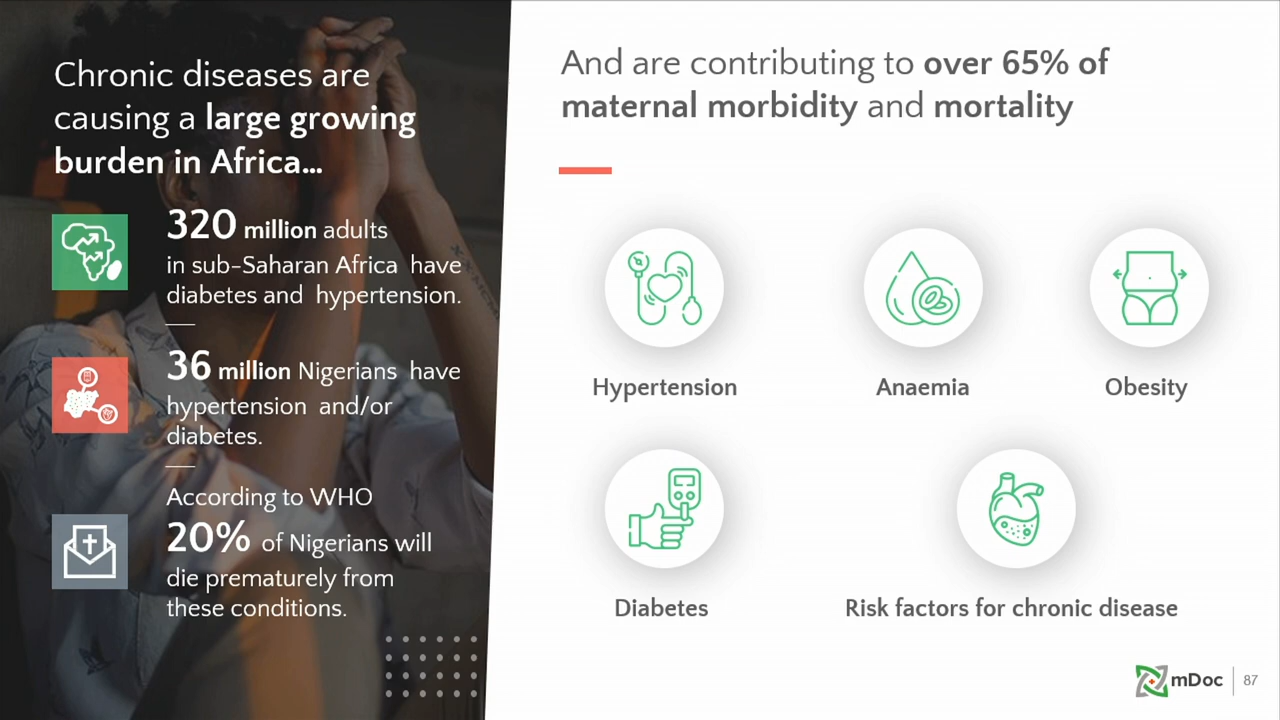 Chronic diseases are
causing a large growing
burden in Africa...
320 million adults
in sub-Saharan Africa have
diabetes and hypertension.
36 million Nigerians have
hypertension and/or
diabetes.
According to WHO
20% of Nigerians will
die prematurely from
these conditions.
And are contributing to over 65% of
maternal morbidity and mortality
Hypertension
Anaemia
Obesity
Diabetes
Risk factors for chronic disease
mDoc
87